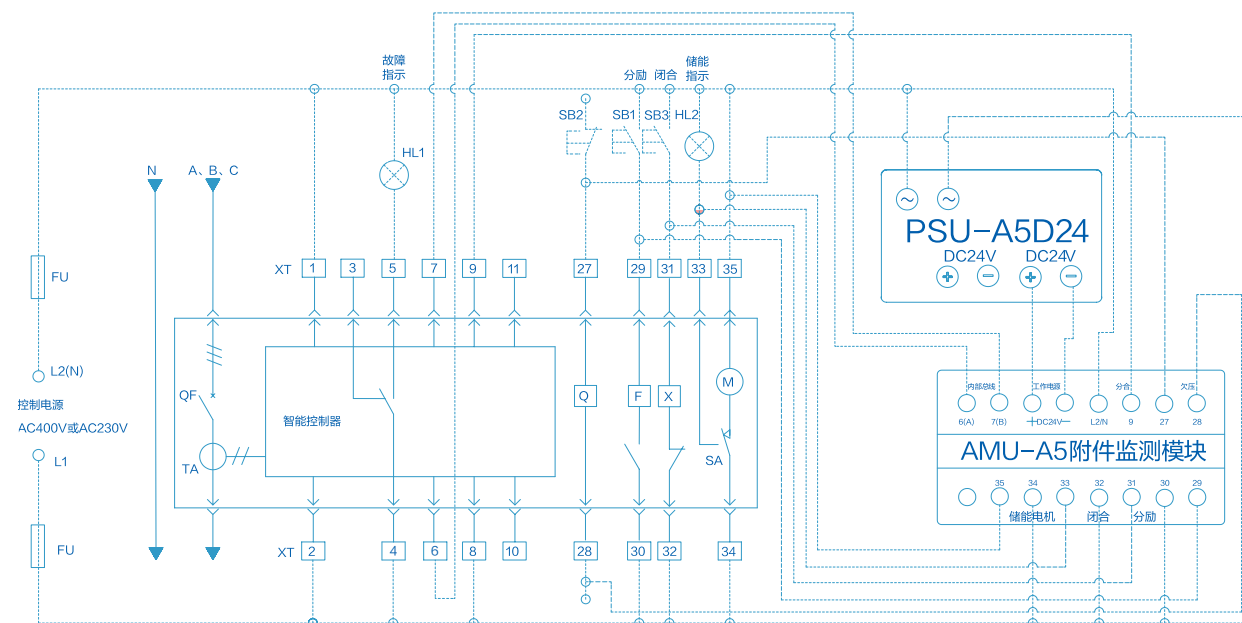 故障
指示
分励 闭合
储能
指示
SB2 SB1 SB3 HL2
HL1
N A、B、C
PSU-A5D24
DC24V DC24V
XT 1 3 5 7 9 11 27 29 31 33 35
FU
L2(N)
控制电源
AC400V或AC230V
L1
FU
QF
TA
智能控制器
Q F X M
SA
内部总线 工作电源 分合 欠压
6(A) 7(B) DC24V L2/N 9 27 28
AMU-A5附件监测模块
35 34 33 32 31 30 29
储能电机 闭合 分励
XT 2 4 6 8 10 28 30 32 34